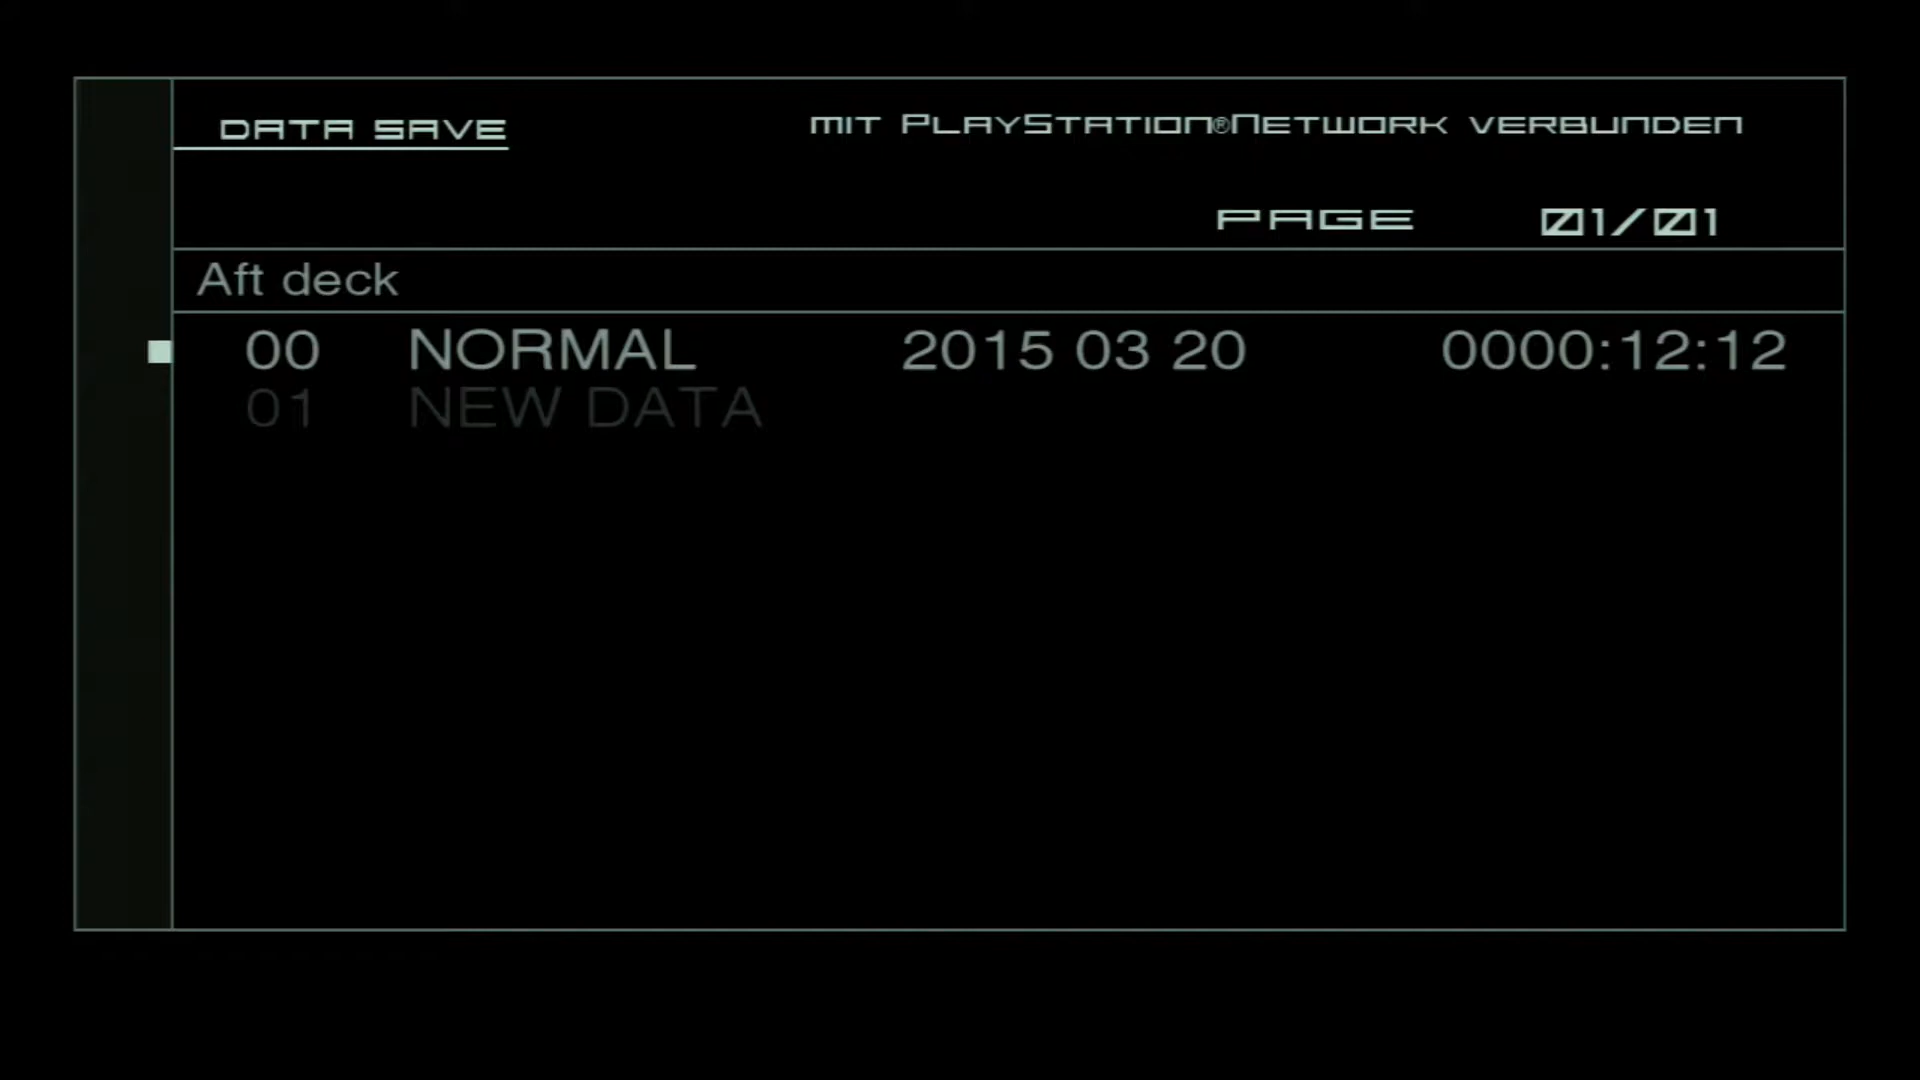 DATA SAVE
MIT PLAYSTATION®NETWORK VERBUNDEN
PAGE 01/01
Aft deck
00 NORMAL 2015 03 20 0000:12:12
01 NEW DATA